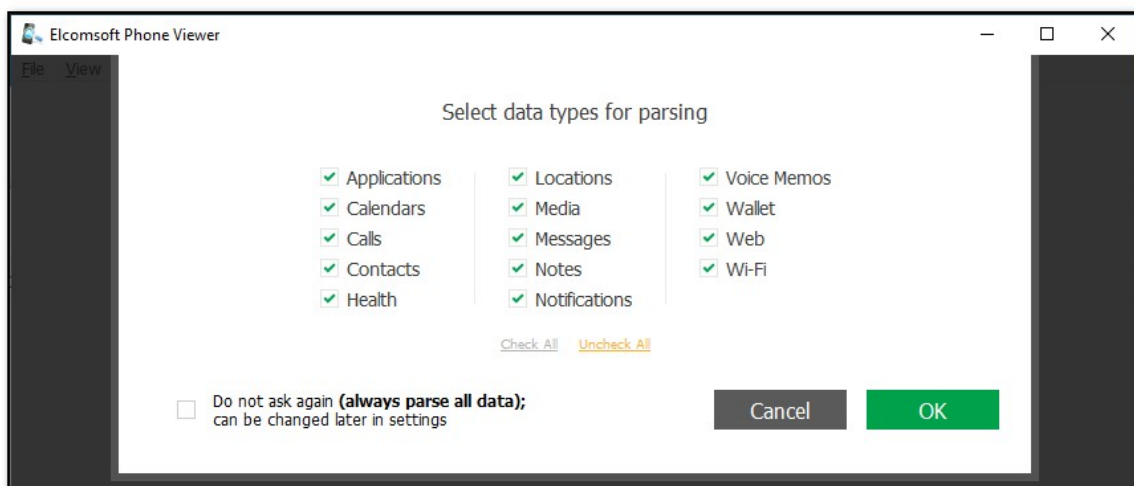 Elcomsoft Phone Viewer
File View
Select data types for parsing
Applications
Calendars
Calls
Contacts
Health
Locations
Media
Messages
Notes
Notifications
Voice Memos
Wallet
Web
Wi-Fi
Check All Uncheck All
Do not ask again (always parse all data);
can be changed later in settings
Cancel OK